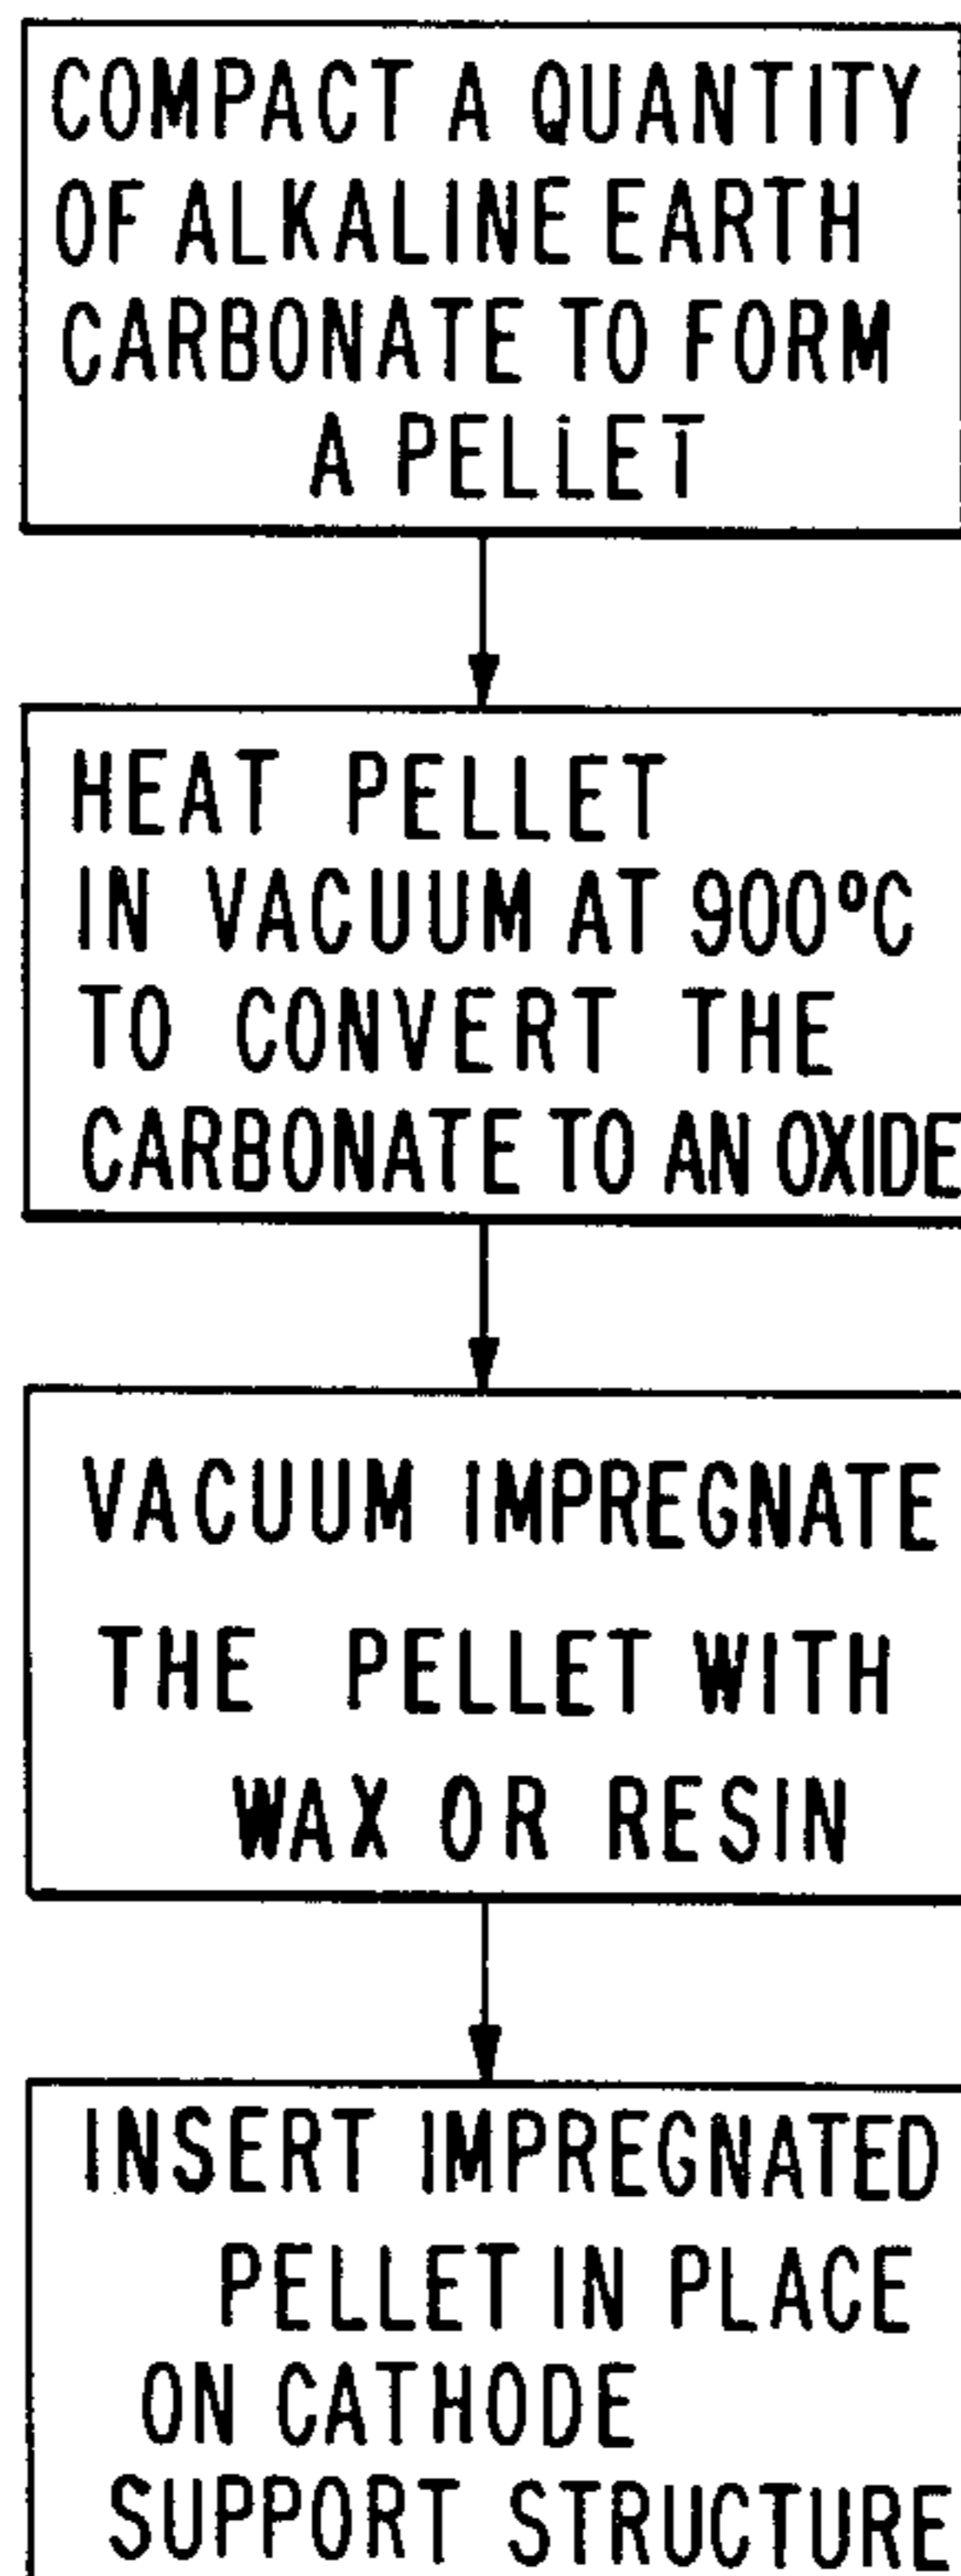 COMPACT A QUANTITY
OF ALKALINE EARTH
CARBONATE TO FORM
A PELLET
HEAT PELLET
IN VACUUM AT 900°C
TO CONVERT THE
CARBONATE TO AN OXIDE
VACUUM IMPREGNATE
THE PELLET WITH
WAX OR RESIN
INSERT IMPREGNATED
PELLET IN PLACE
ON CATHODE
SUPPORT STRUCTURE